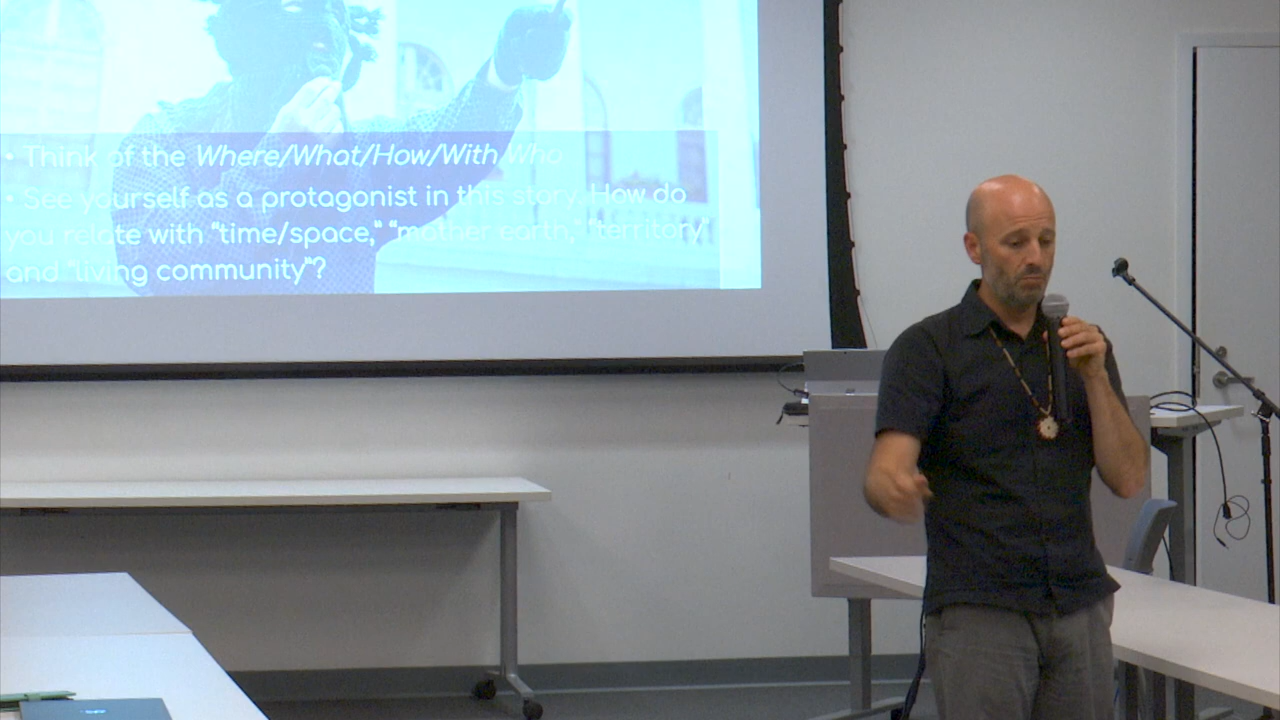 • Think of the Where/What/How/With Who
• See yourself as a protagonist in this story. How do
you relate with “time/space,” “mother earth,” “territory”
and “living community”?